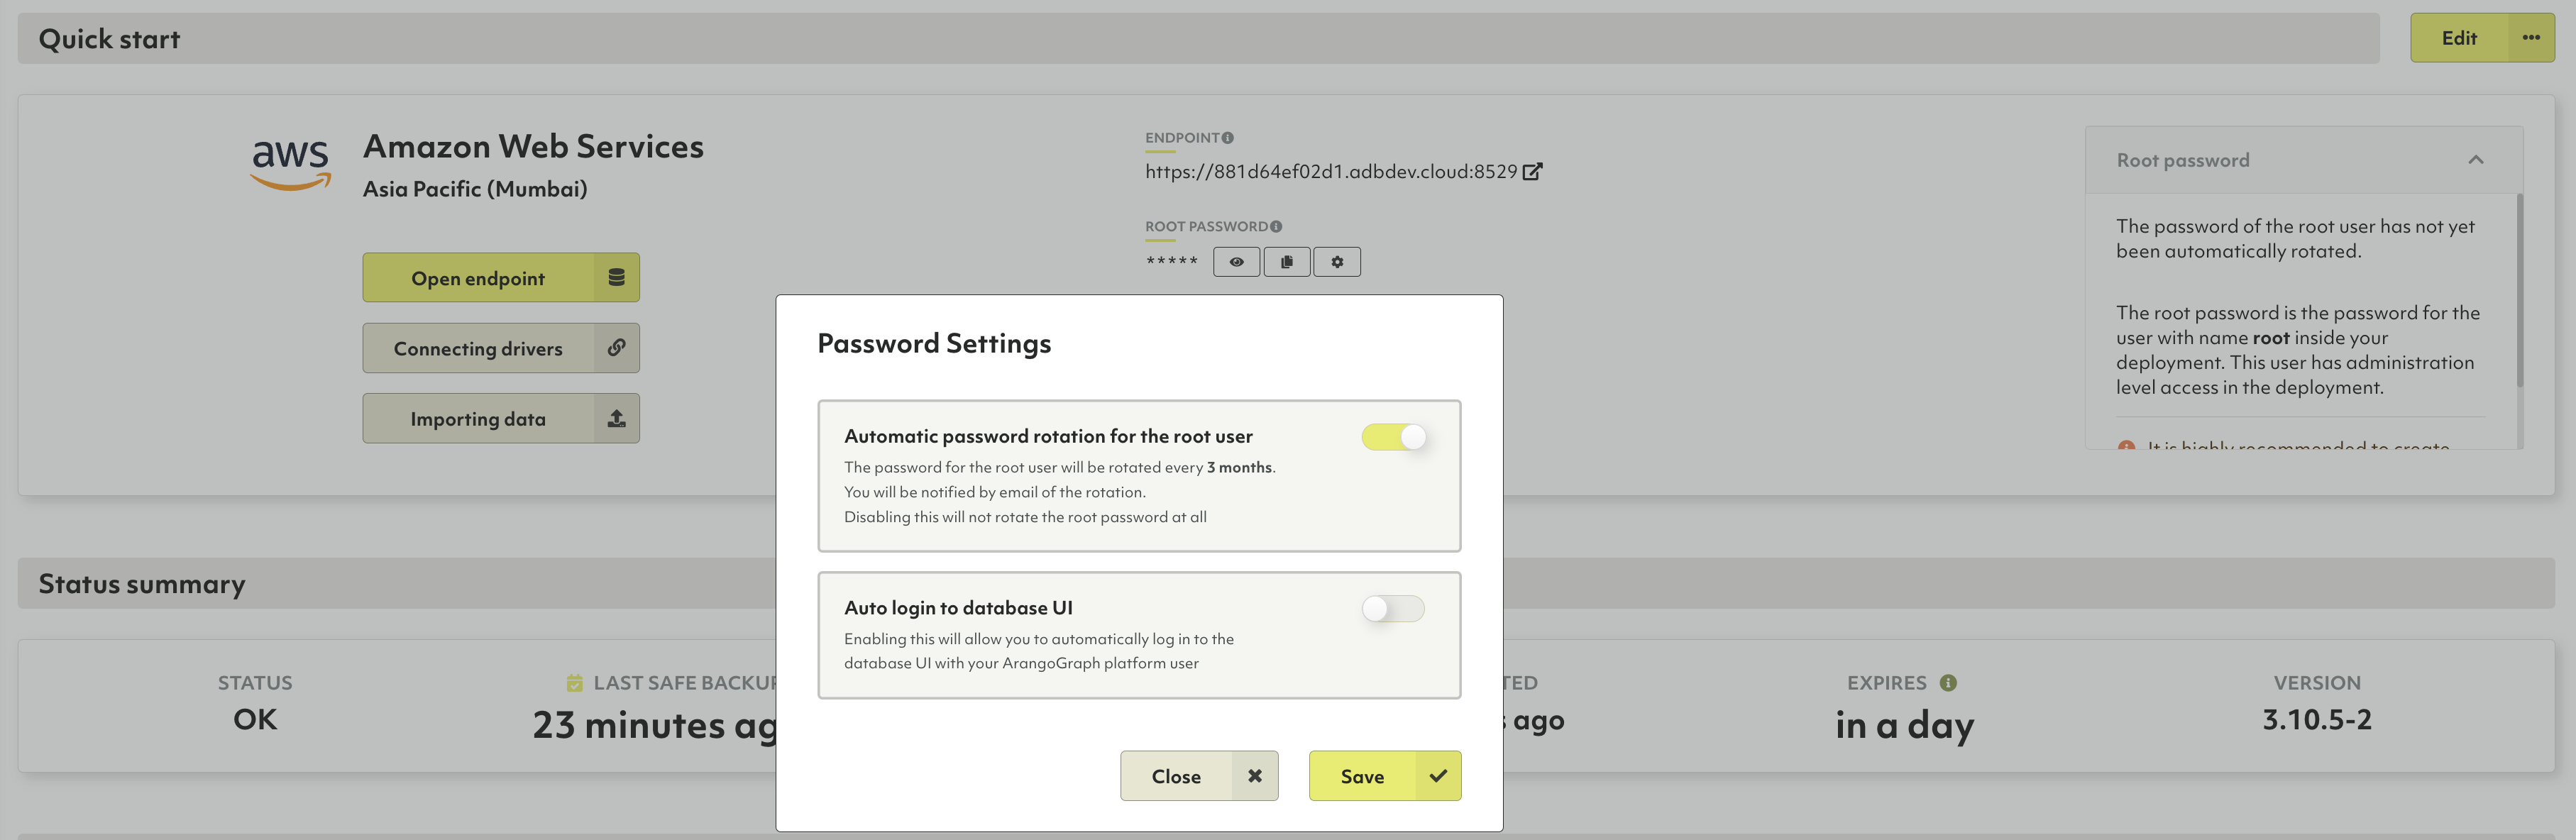 Quick start
Edit
aws
Amazon Web Services
Asia Pacific (Mumbai)
Open endpoint
Connecting drivers
Importing data
ENDPOINT
https://881d64ef02d1.adbdev.cloud:8529
ROOT PASSWORD
*****
Root password
The password of the root user has not yet
been automatically rotated.
The root password is the password for the
user with name root inside your
deployment. This user has administration
level access in the deployment.
It is highly recommended to create
Password Settings
Automatic password rotation for the root user
The password for the root user will be rotated every 3 months.
You will be notified by email of the rotation.
Disabling this will not rotate the root password at all
Auto login to database UI
Enabling this will allow you to automatically log in to the
database UI with your ArangoGraph platform user
Close
Save
Status summary
STATUS
OK
LAST SAFE BACKUP
23 minutes ag
TED
ago
EXPIRES
in a day
VERSION
3.10.5-2